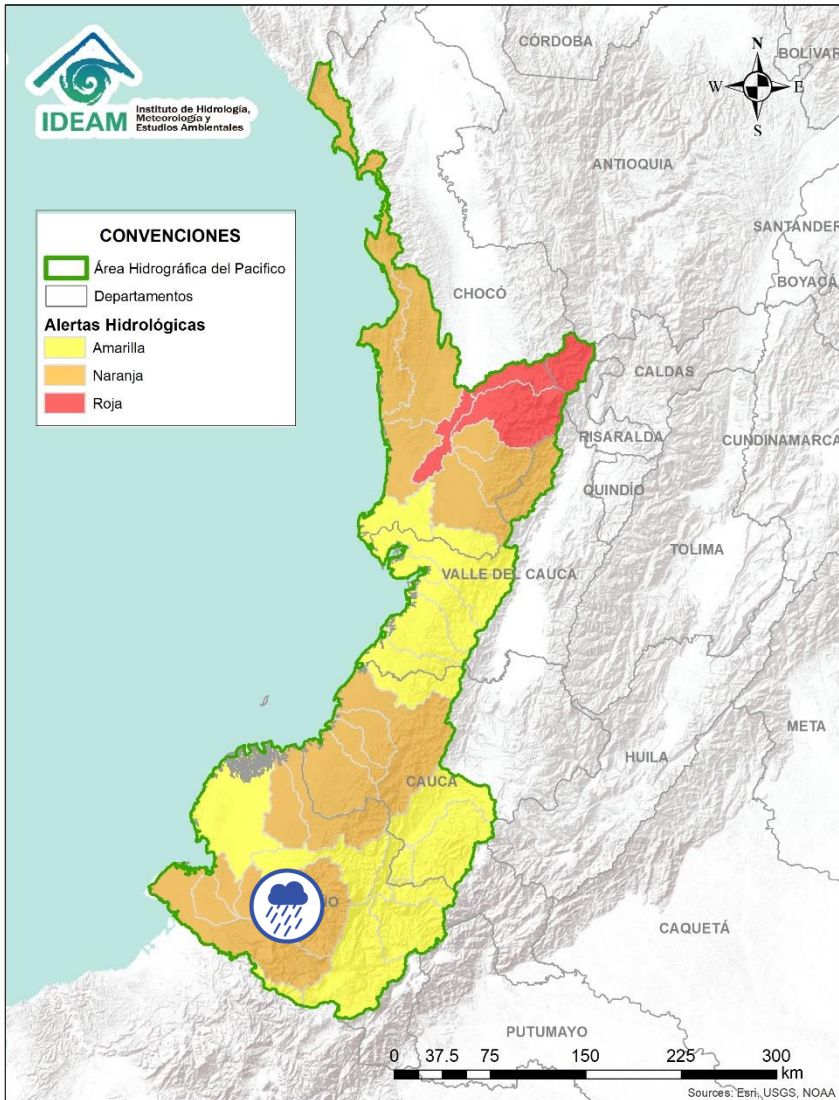 IDEAM
Instituto de Hidrología,
Meteorología y
Estudios Ambientales
N
W
E
S
CONVENCIONES
Área Hidrográfica del Pacifico
Departamentos
Alertas Hidrológicas
Amarilla
Naranja
Roja
CÓRDOBA
BOLÍVAR
ANTIOQUIA
SANTANDER
BOYACÁ
CHOCÓ
CALDAS
RISARALDA
CUNDINAMARCA
QUINDÍO
TOLIMA
VALLE DEL CAUCA
META
HUILA
CAUCA
ÑO
CAQUETÁ
PUTUMAYO
0 37.5 75 150 225 300
km
Sources: Esri, USGS, NOAA